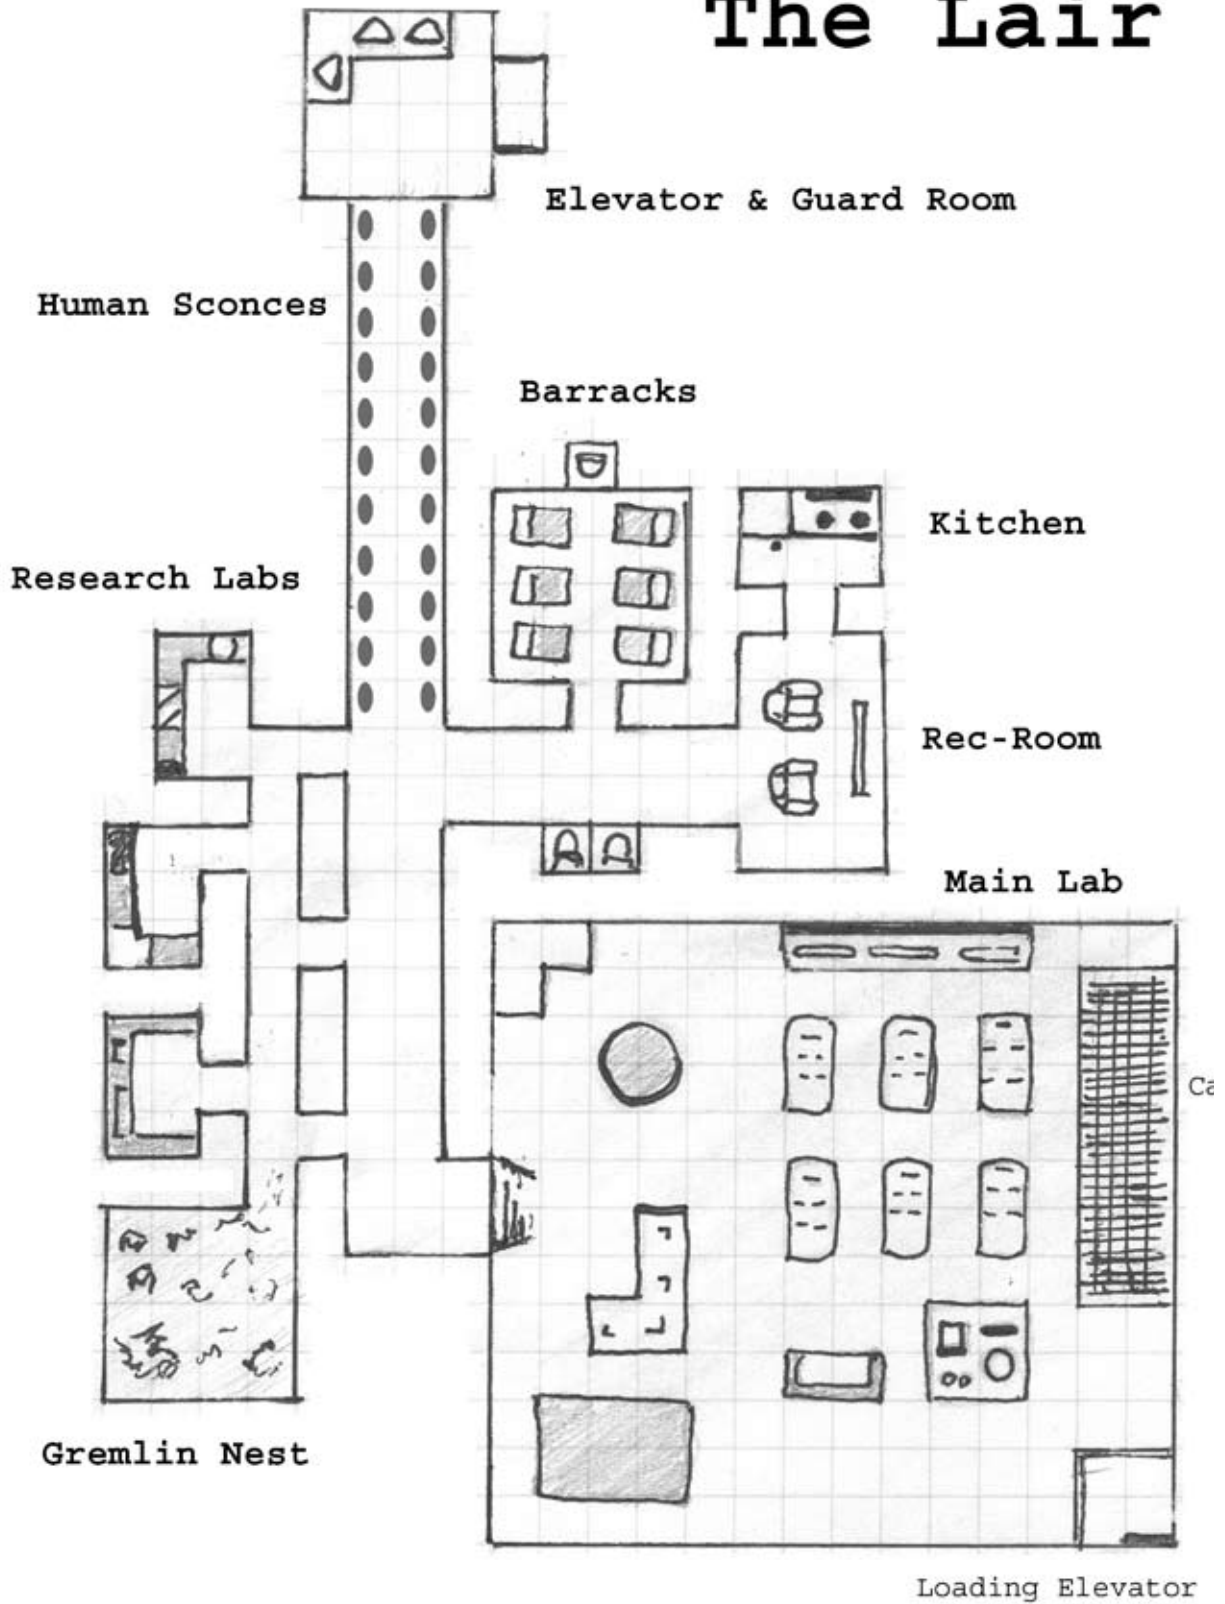 The Lair
Elevator & Guard Room
Human Sconces
Barracks
Kitchen
Research Labs
Rec-Room
Main Lab
Gremlin Nest
Loading Elevator